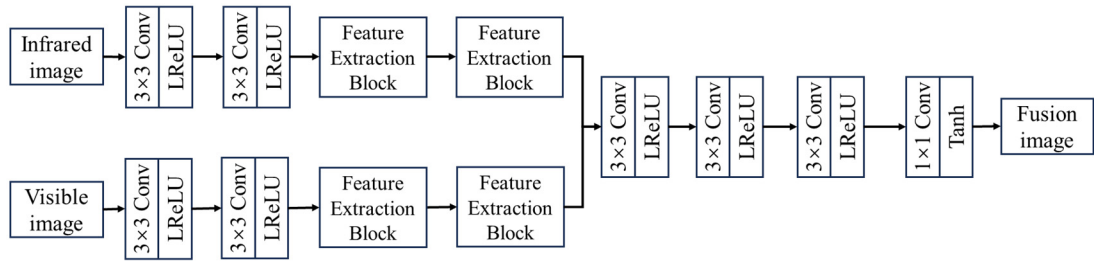 Infrared
image
3×3 Conv
LReLU
3×3 Conv
LReLU
Feature
Extraction
Block
Feature
Extraction
Block
Visible
image
3×3 Conv
LReLU
3×3 Conv
LReLU
Feature
Extraction
Block
Feature
Extraction
Block
3×3 Conv
LReLU
3×3 Conv
LReLU
3×3 Conv
LReLU
1×1 Conv
Tanh
Fusion
image